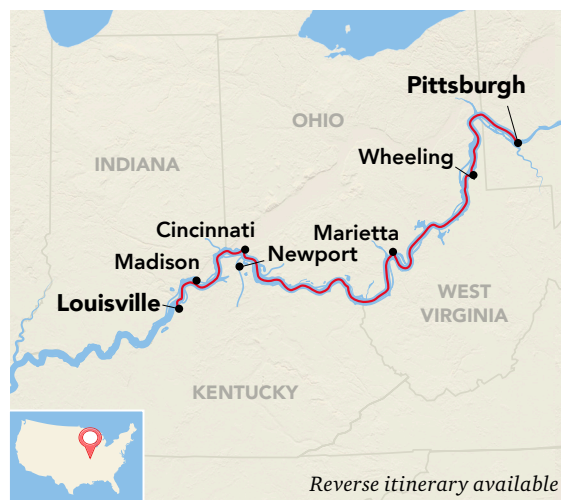 Pittsburgh
OHIO
Wheeling
INDIANA
Cincinnati
Marietta
Newport
Madison
Louisville
WEST
VIRGINIA
KENTUCKY
Reverse itinerary available